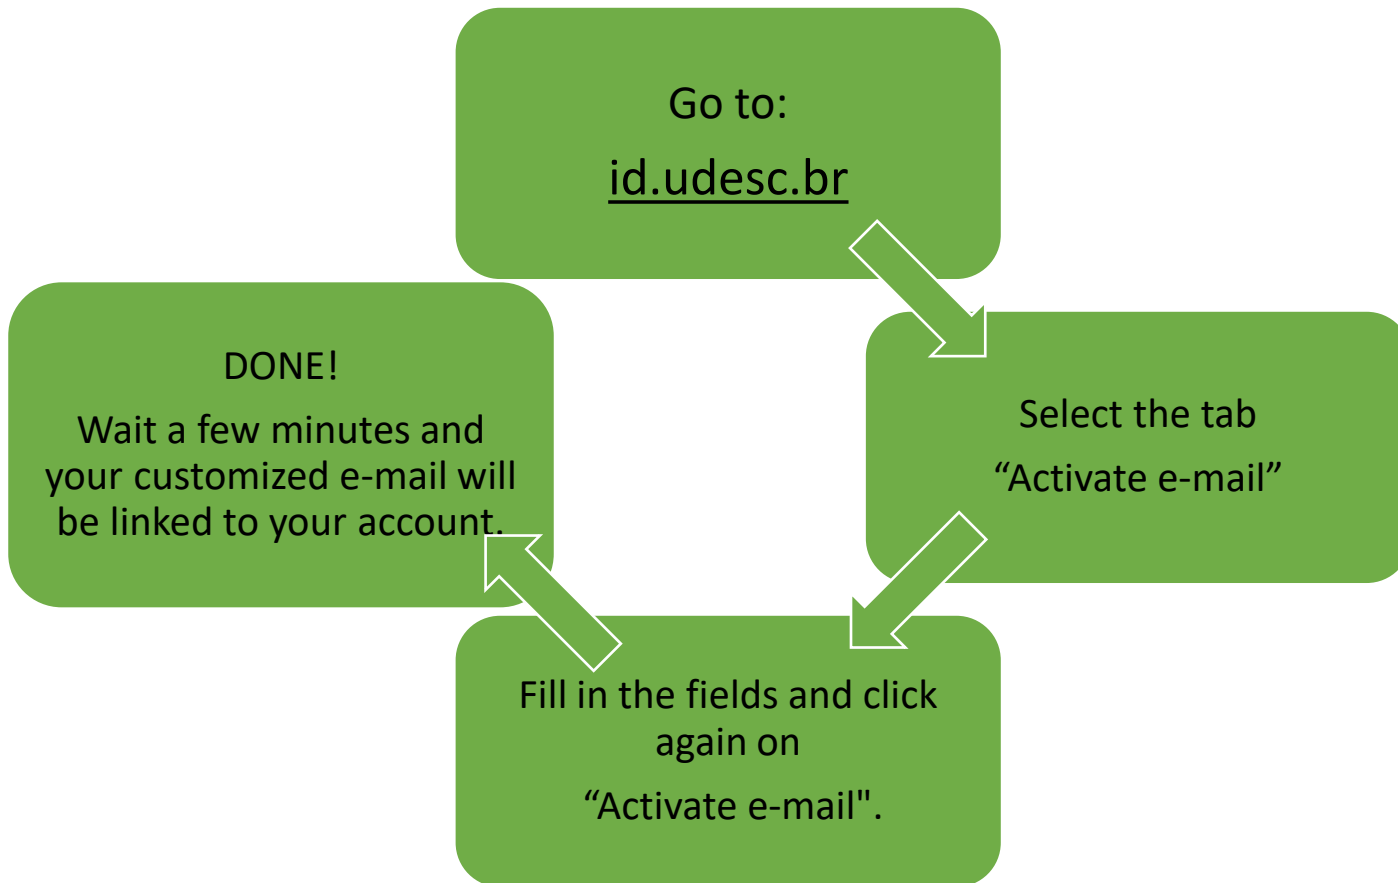 Go to:
id.udesc.br
Select the tab
“Activate e-mail”
Fill in the fields and click
again on
“Activate e-mail".
DONE!
Wait a few minutes and
your customized e-mail will
be linked to your account.